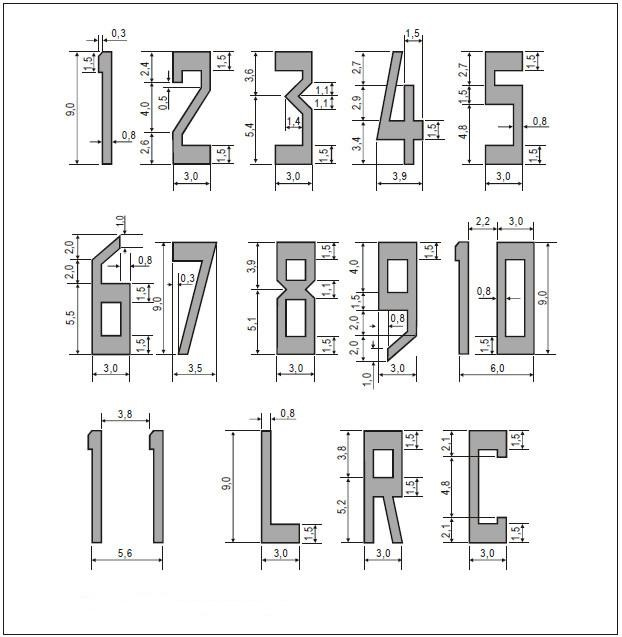 0,3 1,5
1,5 2,4 1,5 3,6 2,7 2,7 1,5
9,0 4,0 0,5 1,1 1,1 2,9 1,5
1 2 3 4 5
0,8 2,6 1,5 5,4 1,4 1,5 3,4 1,5 4,8 0,8
3,0 3,0 3,9 3,0
1,0 2,2 3,0
2,0 2,0 0,8 0,3 3,9 1,5 4,0 1,5
6 7 8 9 10
5,5 1,5 1,5 9,0 5,1 1,1 1,5 1,5 2,0 2,0 0,8 1,0 0,8 1,5 9,0
3,0 3,5 3,0 3,0 6,0
3,8 0,8
9,0 3,8 1,5 2,1 1,5
11 L R C
1,5 5,2 1,5 4,8 2,1 1,5
5,6 3,0 3,0 3,0